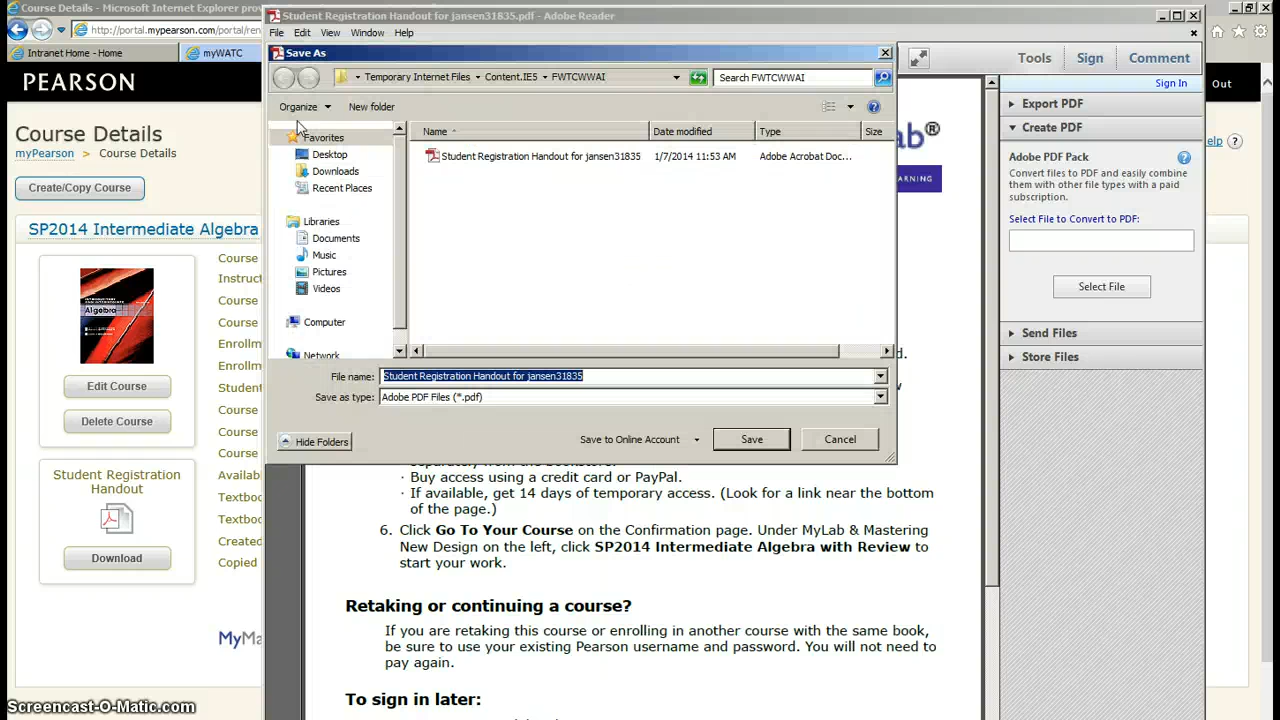 Course Details - Microsoft Internet Explorer prov
http://portal.mypearson.com/portal/ren
Intranet Home - Home
myWATC
PEARSON
Out
Course Details
myPearson > Course Details
elp
Create/Copy Course
SP2014 Intermediate Algebra
Algebra
Edit Course
Delete Course
Student Registration
Handout
Download
Course
Instruct
Course
Course
Enrollm
Enrollm
Student
Course
Course
Course
Availab
Textbo
Textbo
Created
Copied
MyMa
Student Registration Handout for jansen31835.pdf - Adobe Reader
File Edit View Window Help
Tools Sign Comment
Sign In
Export PDF
Create PDF
Adobe PDF Pack
Convert files to PDF and easily combine
them with other file types with a paid
subscription.
Select File to Convert to PDF:
Select File
Send Files
Store Files
ab®
ARNING
Save As
Temporary Internet Files Content.IE5 FWTCWWAI
Search FWTCWWAI
Organize New folder
Favorites
Desktop
Downloads
Recent Places
Libraries
Documents
Music
Pictures
Videos
Computer
Network
Name Date modified Type Size
Student Registration Handout for jansen31835 1/7/2014 11:53 AM Adobe Acrobat Doc...
File name: Student Registration Handout for jansen31835
Save as type: Adobe PDF Files (*.pdf)
Hide Folders
Save to Online Account
Save
Cancel
d.
w
separately from the bookstore.
· Buy access using a credit card or PayPal.
· If available, get 14 days of temporary access. (Look for a link near the bottom
of the page.)
6. Click Go To Your Course on the Confirmation page. Under MyLab & Mastering
New Design on the left, click SP2014 Intermediate Algebra with Review to
start your work.
Retaking or continuing a course?
If you are retaking this course or enrolling in another course with the same book,
be sure to use your existing Pearson username and password. You will not need to
pay again.
To sign in later:
Screencast-O-Matic.com